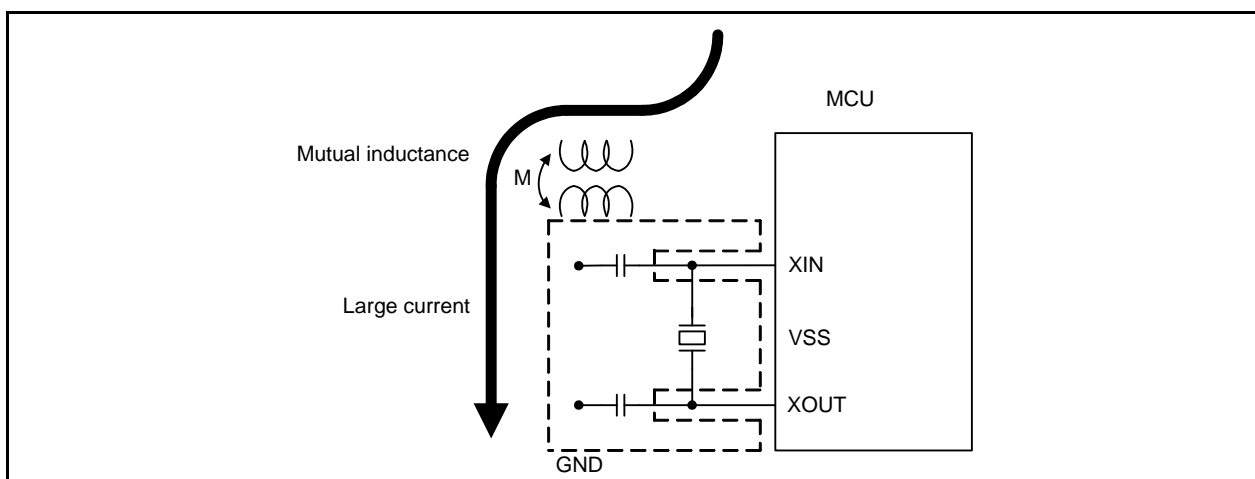 MCU
Mutual inductance
M
XIN
Large current
VSS
XOUT
GND